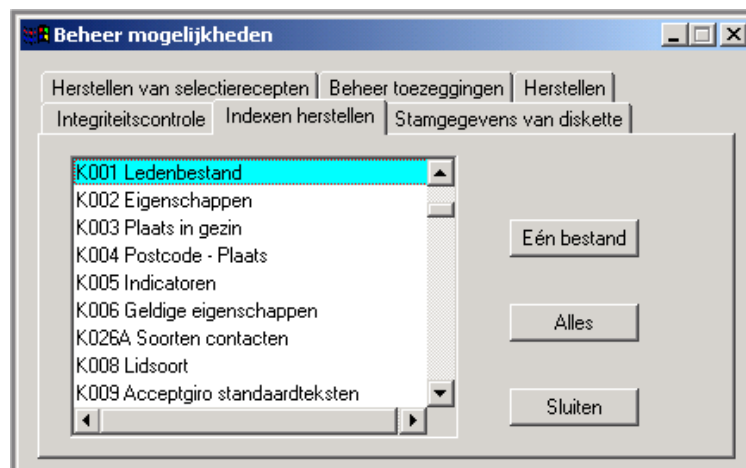 Beheer mogelijkheden
Herstellen van selectierecepten Beheer toezeggingen Herstellen
Integriteitscontrole Indexen herstellen Stamgegevens van diskette
K001 Ledenbestand
K002 Eigenschappen
K003 Plaats in gezin
K004 Postcode - Plaats
K005 Indicatoren
K006 Geldige eigenschappen
K026A Soorten contacten
K008 Lidsoort
K009 Acceptgiro standaardteksten
Eén bestand
Alles
Sluiten